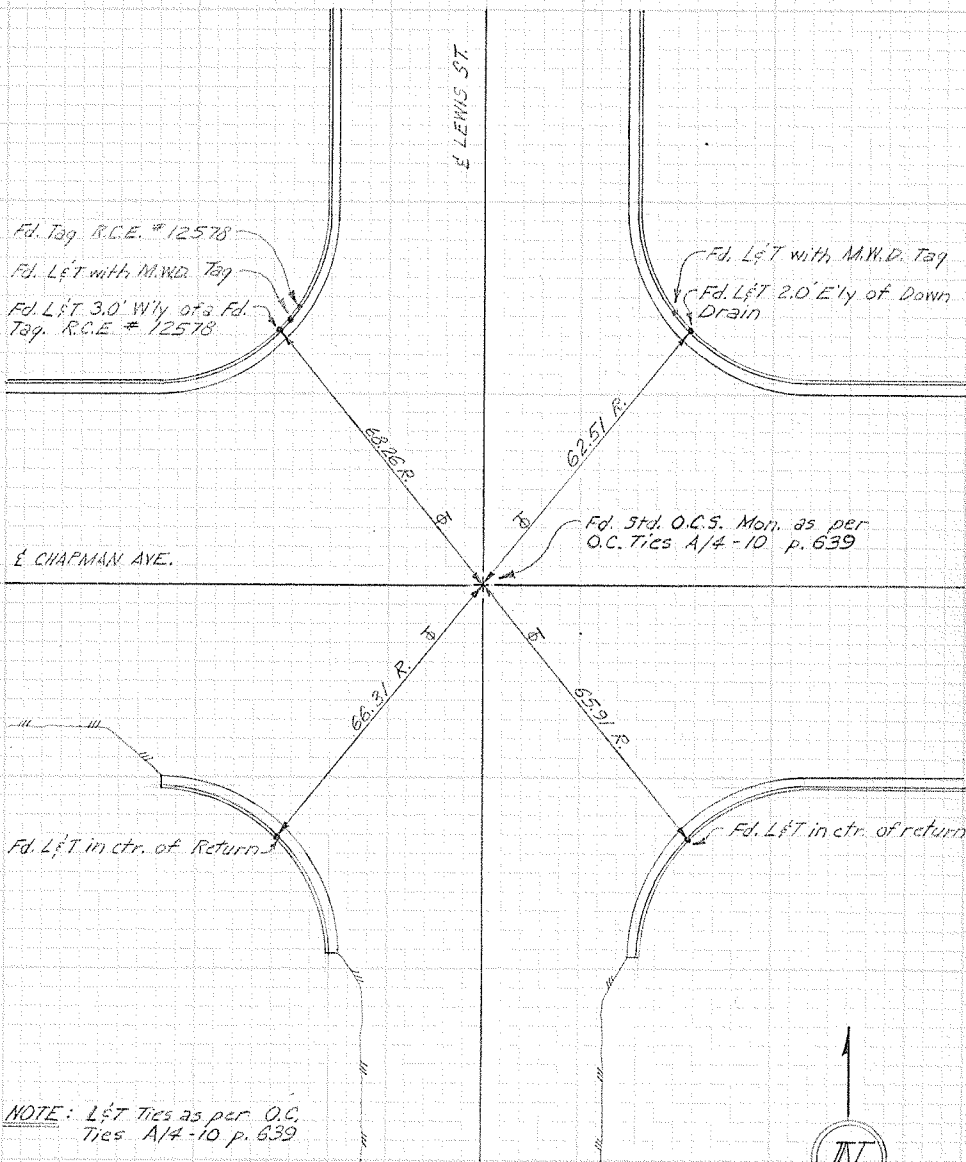 ℄ LEWIS ST.
Fd. Tag R.C.E. #12578
Fd. L&T with M.W.D. Tag
Fd. L&T 3.0' W'ly of a Fd.
Tag. R.C.E # 12578
Fd. L&T with M.W.D. Tag
Fd. L&T 2.0' E'ly of Down
Drain
68.26 R.
62.51 R.
Fd. Std. O.C.S. Mon. as per
O.C. Ties A/4-10 p. 639
℄ CHAPMAN AVE.
66.31 R.
65.91 R.
Fd. L&T in ctr. of Return
Fd. L&T in ctr. of return
NOTE: L&T Ties as per O.C.
Ties A/4-10 p. 639
N